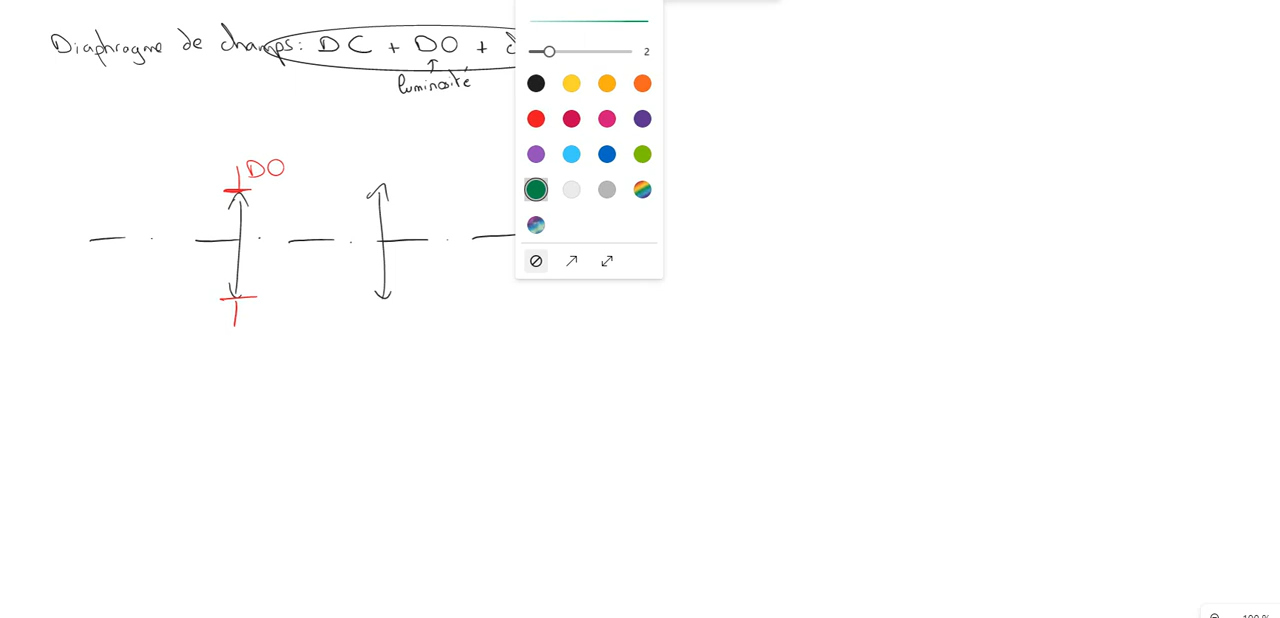 Diaphragme de champs: DC + DO +
↑
luminosité
2
DO